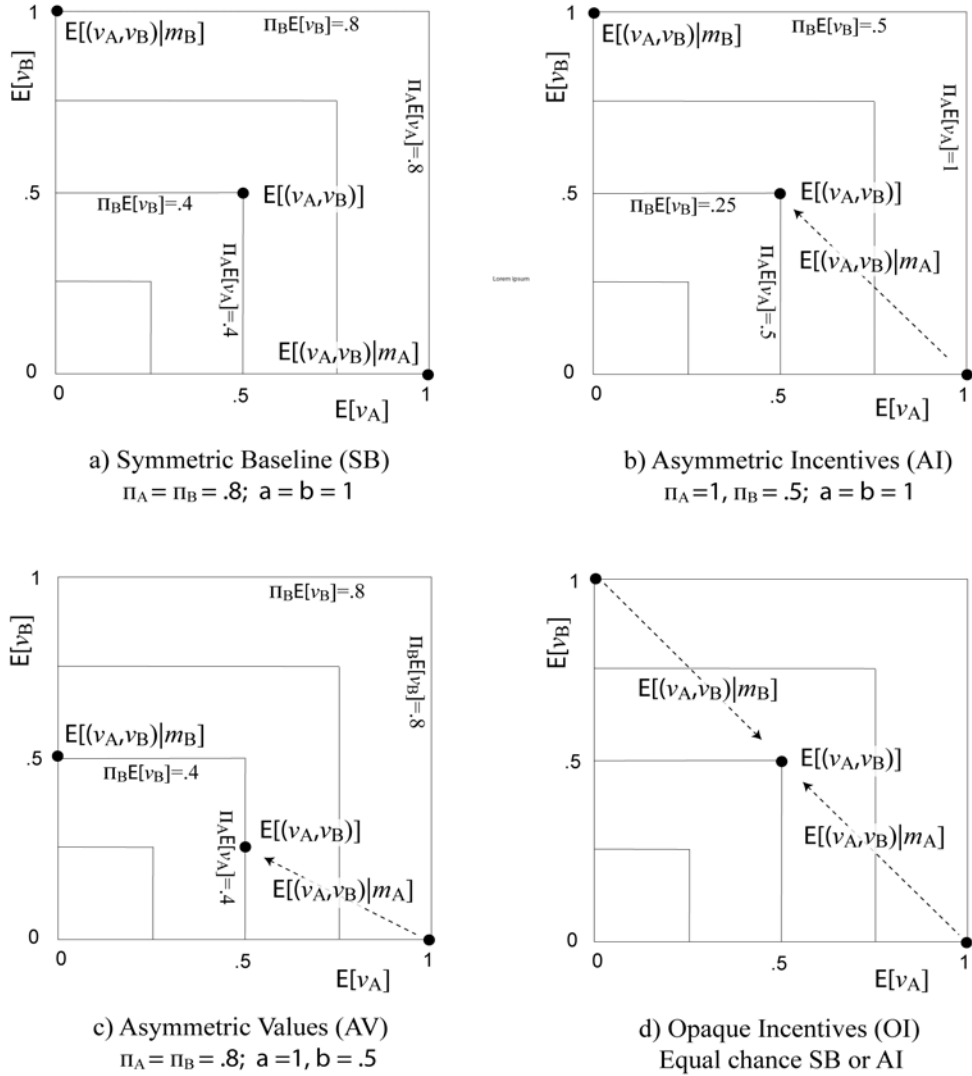 1
E[(vA,vB)|mB]
ΠBE[vB]=.8
E[vB]
ΠAE[vA]=.8
.5
ΠBE[vB]=.4
E[(vA,vB)]
ΠAE[vA]=.4
E[(vA,vB)|mA]
0
0
.5
1
E[vA]
a) Symmetric Baseline (SB)
ΠA = ΠB = .8; a = b = 1
1
E[(vA,vB)|mB]
ΠBE[vB]=.5
E[vB]
ΠAE[vA]=1
.5
ΠBE[vB]=.25
E[(vA,vB)]
ΠAE[vA]=.5
E[(vA,vB)|mA]
Lorem ipsum
0
0
.5
1
E[vA]
b) Asymmetric Incentives (AI)
ΠA=1, ΠB = .5; a = b = 1
1
ΠBE[vB]=.8
E[vB]
ΠBE[vB]=.8
E[(vA,vB)|mB]
.5
ΠBE[vB]=.4
ΠAE[vA]=.4
E[(vA,vB)]
E[(vA,vB)|mA]
0
0
.5
1
E[vA]
c) Asymmetric Values (AV)
ΠA = ΠB = .8; a=1, b = .5
1
E[vB]
E[(vA,vB)|mB]
.5
E[(vA,vB)]
E[(vA,vB)|mA]
0
0
.5
1
E[vA]
d) Opaque Incentives (OI)
Equal chance SB or AI